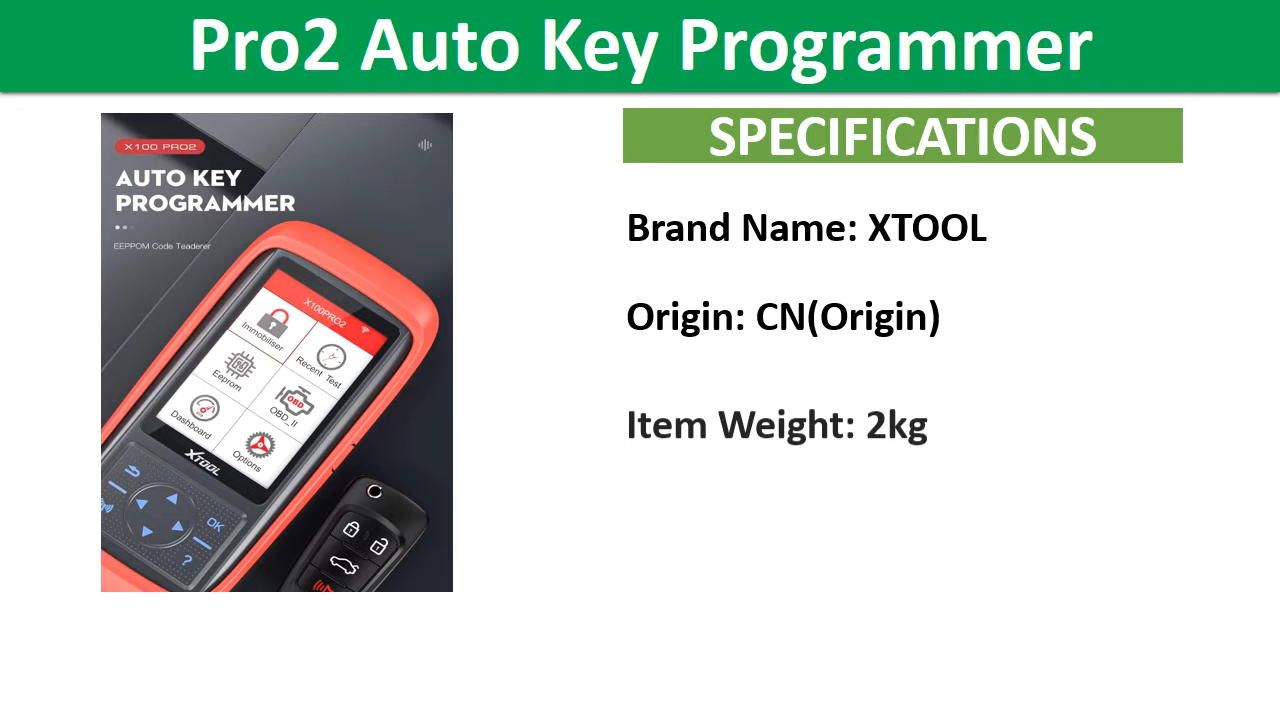 Pro2 Auto Key Programmer
X100 PRO2
AUTO KEY
PROGRAMMER
EEPPOM Code Teaderer
X100PRO2
Immobiliser
Recent Test
Eeprom
OBD
OBD_II
Dashboard
Options
XTOOL
OK
?
SPECIFICATIONS
Brand Name: XTOOL
Origin: CN(Origin)
Item Weight: 2kg